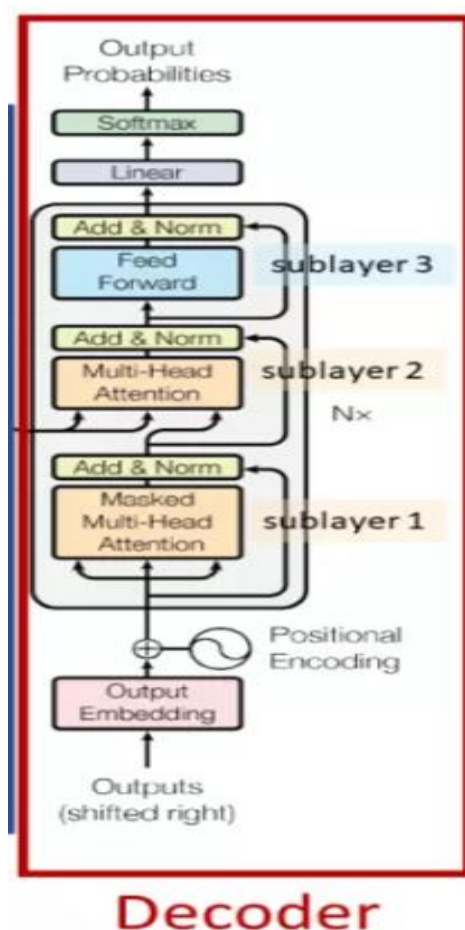 Output
Probabilities
Softmax
Linear
Add & Norm
Feed
Forward
sublayer 3
Add & Norm
Multi-Head
Attention
sublayer 2
N×
Add & Norm
Masked
Multi-Head
Attention
sublayer 1
Positional
Encoding
Output
Embedding
Outputs
(shifted right)
Decoder